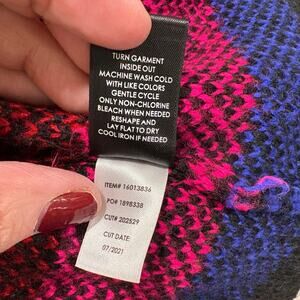 TURN GARMENT
INSIDE OUT
MACHINE WASH COLD
WITH LIKE COLORS
GENTLE CYCLE
ONLY NON-CHLORINE
BLEACH WHEN NEEDED
RESHAPE AND
LAY FLAT TO DRY
COOL IRON IF NEEDED
ITEM# 16013836
PO# 1898338
CUT# 202529
CUT DATE:
07/2021